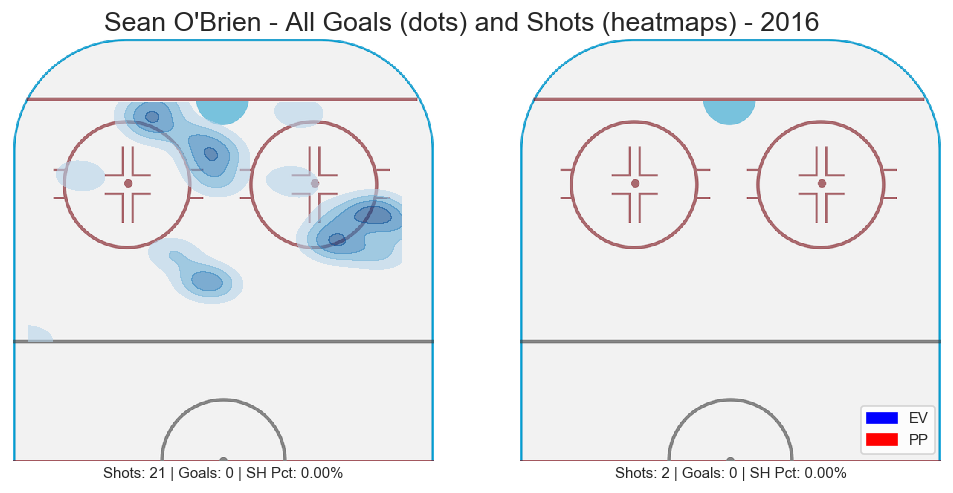 Sean O'Brien - All Goals (dots) and Shots (heatmaps) - 2016
EV
PP
Shots: 21 | Goals: 0 | SH Pct: 0.00%
Shots: 2 | Goals: 0 | SH Pct: 0.00%